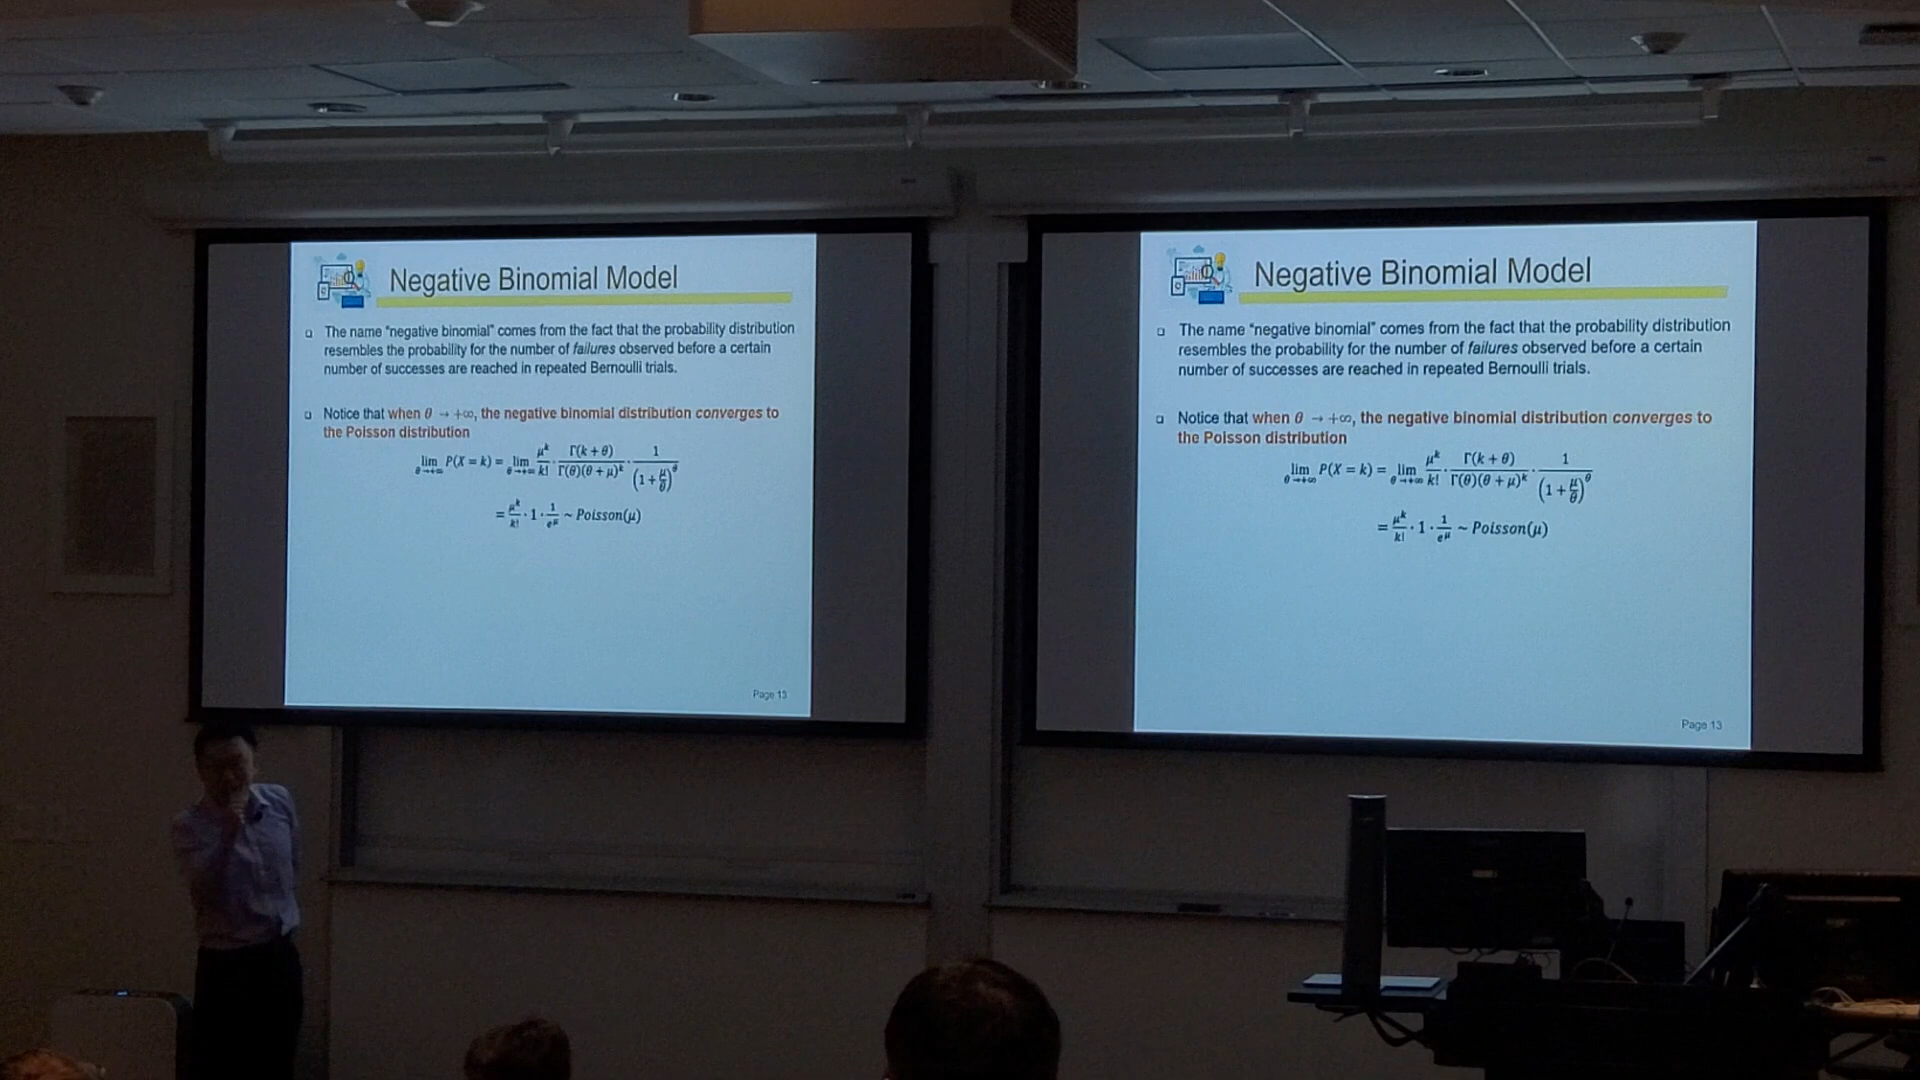 Negative Binomial Model
The name “negative binomial” comes from the fact that the probability distribution
resembles the probability for the number of failures observed before a certain
number of successes are reached in repeated Bernoulli trials.
Notice that when θ → +∞, the negative binomial distribution converges to
the Poisson distribution
lim θ→+∞ P(X = k) = lim θ→+∞ μ^k/k! · Γ(k + θ)/(Γ(θ)(θ + μ)^k) · 1/(1 + μ/θ)^θ
= μ^k/k! · 1 · 1/e^μ ~ Poisson(μ)
Page 13
Negative Binomial Model
The name “negative binomial” comes from the fact that the probability distribution
resembles the probability for the number of failures observed before a certain
number of successes are reached in repeated Bernoulli trials.
Notice that when θ → +∞, the negative binomial distribution converges to
the Poisson distribution
lim θ→+∞ P(X = k) = lim θ→+∞ μ^k/k! · Γ(k + θ)/(Γ(θ)(θ + μ)^k) · 1/(1 + μ/θ)^θ
= μ^k/k! · 1 · 1/e^μ ~ Poisson(μ)
Page 13